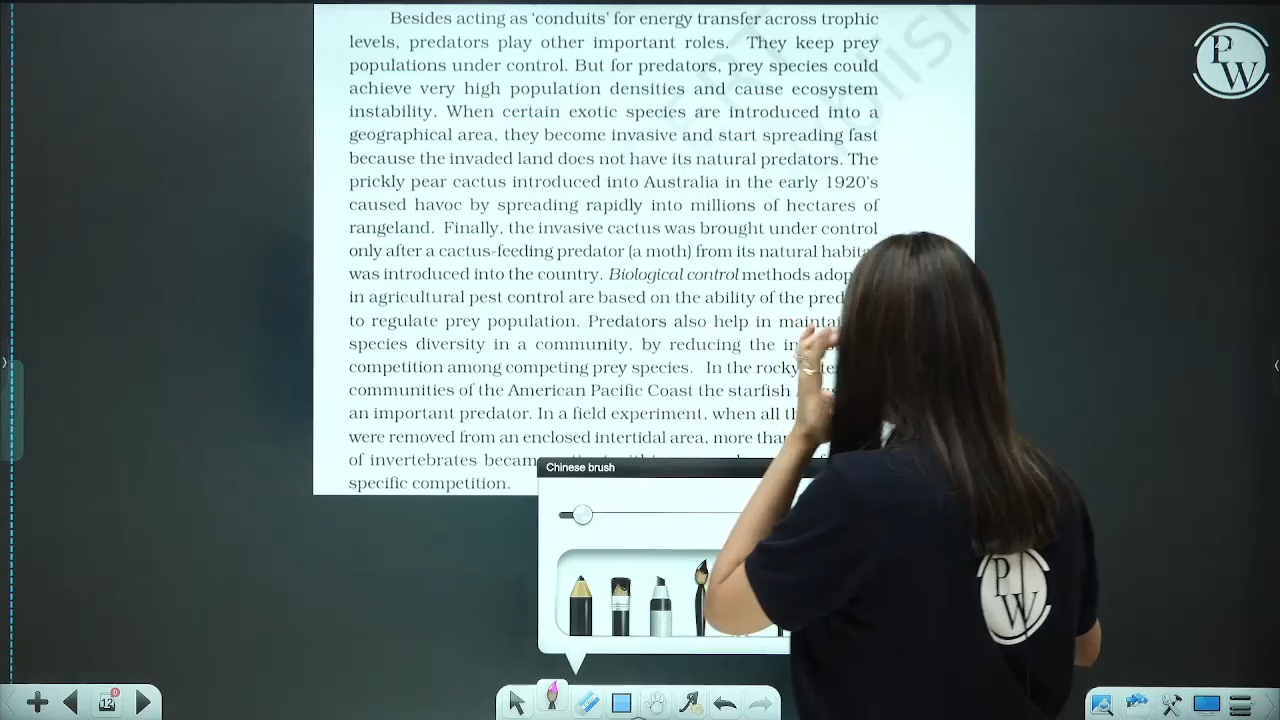 Besides acting as ‘conduits’ for energy transfer across trophic
levels, predators play other important roles. They keep prey
populations under control. But for predators, prey species could
achieve very high population densities and cause ecosystem
instability. When certain exotic species are introduced into a
geographical area, they become invasive and start spreading fast
because the invaded land does not have its natural predators. The
prickly pear cactus introduced into Australia in the early 1920’s
caused havoc by spreading rapidly into millions of hectares of
rangeland. Finally, the invasive cactus was brought under control
only after a cactus-feeding predator (a moth) from its natural
was introduced into the country. Biological control methods
in agricultural pest control are based on the ability of the
to regulate prey population. Predators also help in
species diversity in a community, by reducing the
competition among competing prey species. In the rocky
communities of the American Pacific Coast the starfish
an important predator. In a field experiment, when all
were removed from an enclosed intertidal area, more
of invertebrates
specific competition.
Chinese brush
PW
PW
12
0